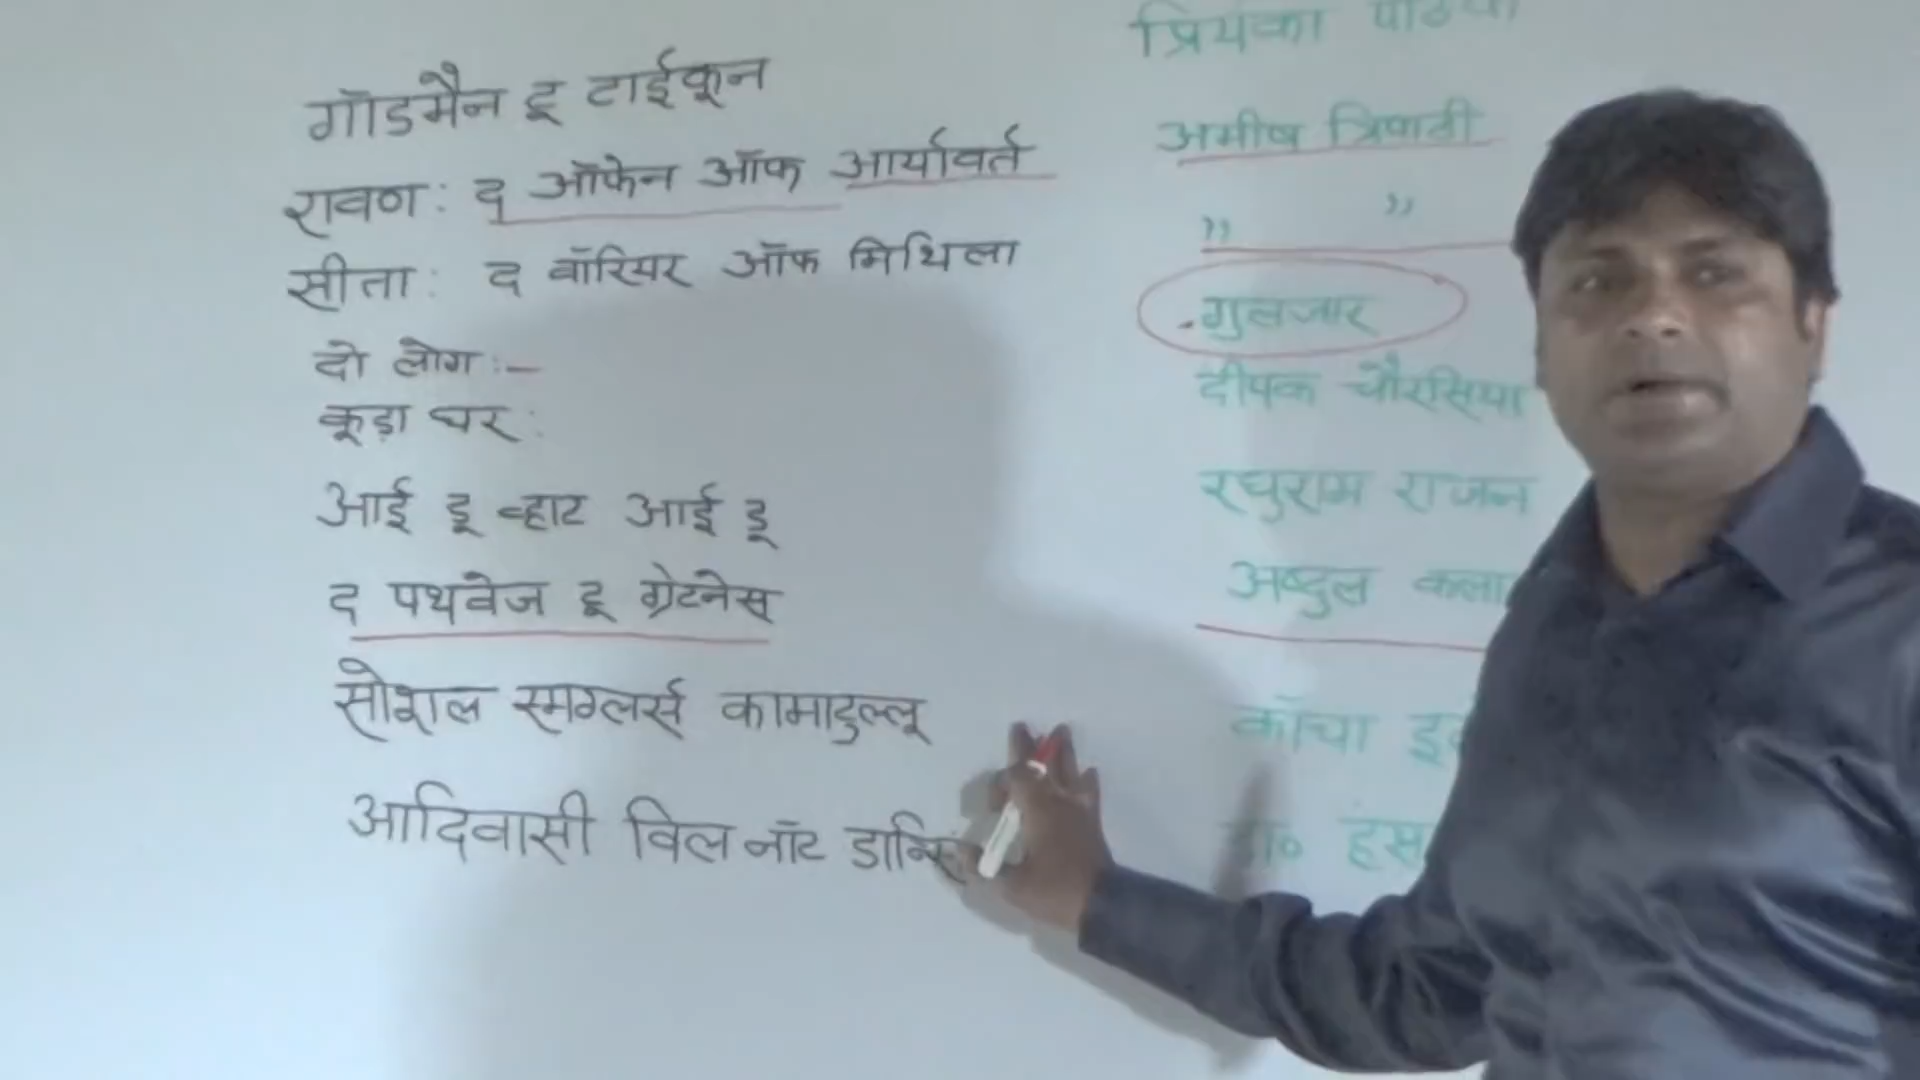 गॉडमैन टू टाईकून
प्रियंका
रावण: द ऑफेन ऑफ आर्यावर्त
अमीष त्रिपाठी
सीता: द वॉरियर ऑफ मिथिला
" "
दो लोग :-
गुलजार
कूड़ा घर:
दीपक चौरसिया
आई डू व्हाट आई डू
रघुराम राजन
द पथवेज टू ग्रेटनेस
अब्दुल
सोशल स्मग्लर्स कामादुल्लू
कॉंचा
आदिवासी विल नॉट